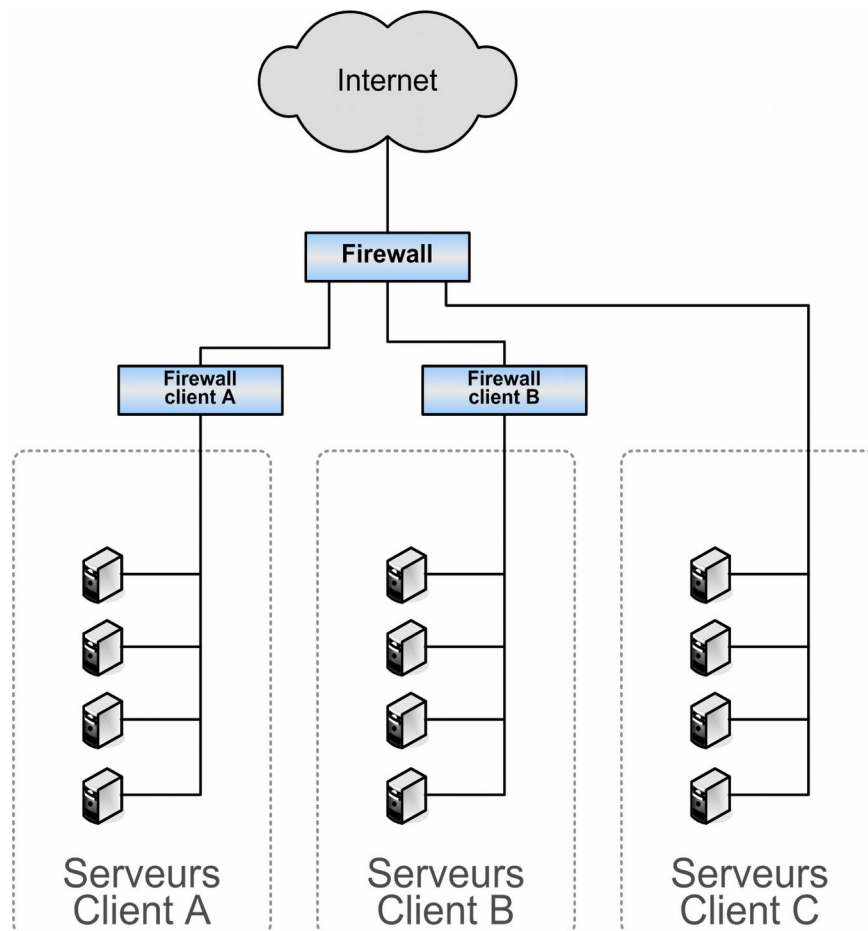 Internet
Firewall
Firewall
client A
Firewall
client B
Serveurs
Client A
Serveurs
Client B
Serveurs
Client C